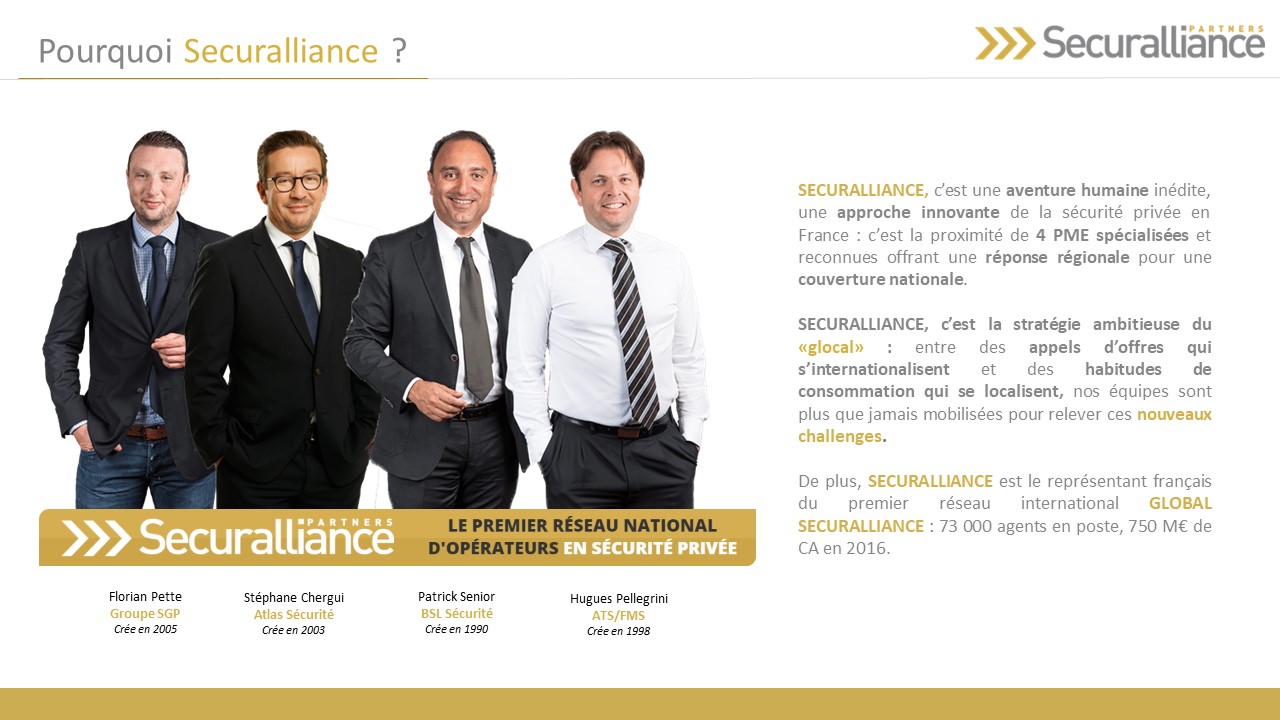 Pourquoi Securalliance ?
PARTNERS
Securalliance
SECURALLIANCE, c’est une aventure humaine inédite,
une approche innovante de la sécurité privée en
France : c’est la proximité de 4 PME spécialisées et
reconnues offrant une réponse régionale pour une
couverture nationale.
SECURALLIANCE, c’est la stratégie ambitieuse du
«glocal» : entre des appels d’offres qui
s’internationalisent et des habitudes de
consommation qui se localisent, nos équipes sont
plus que jamais mobilisées pour relever ces nouveaux
challenges.
De plus, SECURALLIANCE est le représentant français
du premier réseau international GLOBAL
SECURALLIANCE : 73 000 agents en poste, 750 M€ de
CA en 2016.
PARTNERS
Securalliance
LE PREMIER RÉSEAU NATIONAL
D'OPÉRATEURS EN SÉCURITÉ PRIVÉE
Florian Pette
Groupe SGP
Crée en 2005
Stéphane Chergui
Atlas Sécurité
Crée en 2003
Patrick Senior
BSL Sécurité
Crée en 1990
Hugues Pellegrini
ATS/FMS
Crée en 1998